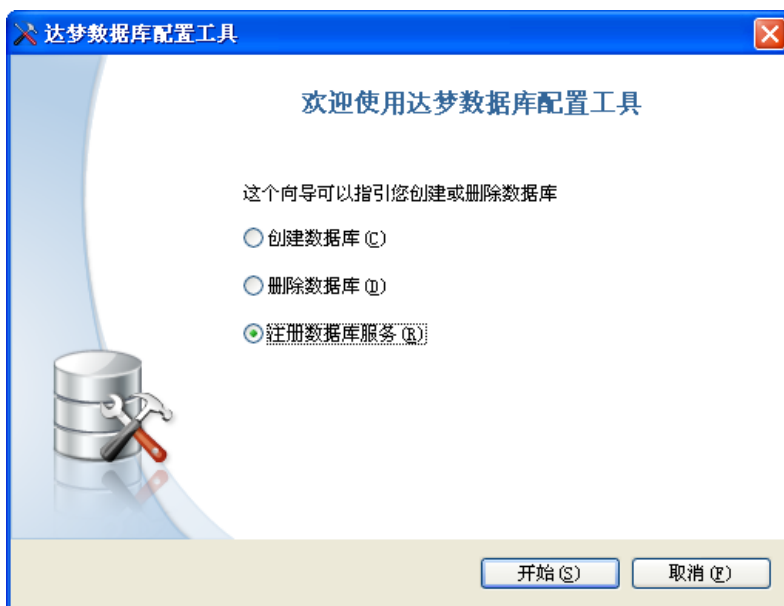 达梦数据库配置工具
欢迎使用达梦数据库配置工具
这个向导可以指引您创建或删除数据库
创建数据库(C)
删除数据库(D)
注册数据库服务(R)
开始(S)
取消(F)